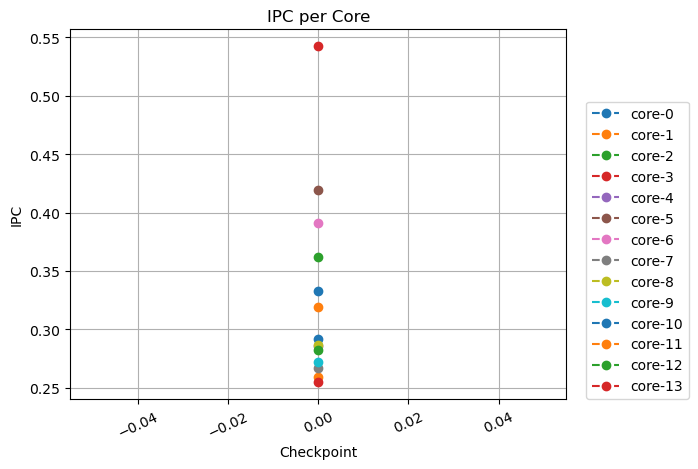 IPC per Core
0.55
0.50
0.45
0.40
0.35
0.30
0.25
IPC
−0.04
−0.02
0.00
0.02
0.04
Checkpoint
core-0
core-1
core-2
core-3
core-4
core-5
core-6
core-7
core-8
core-9
core-10
core-11
core-12
core-13